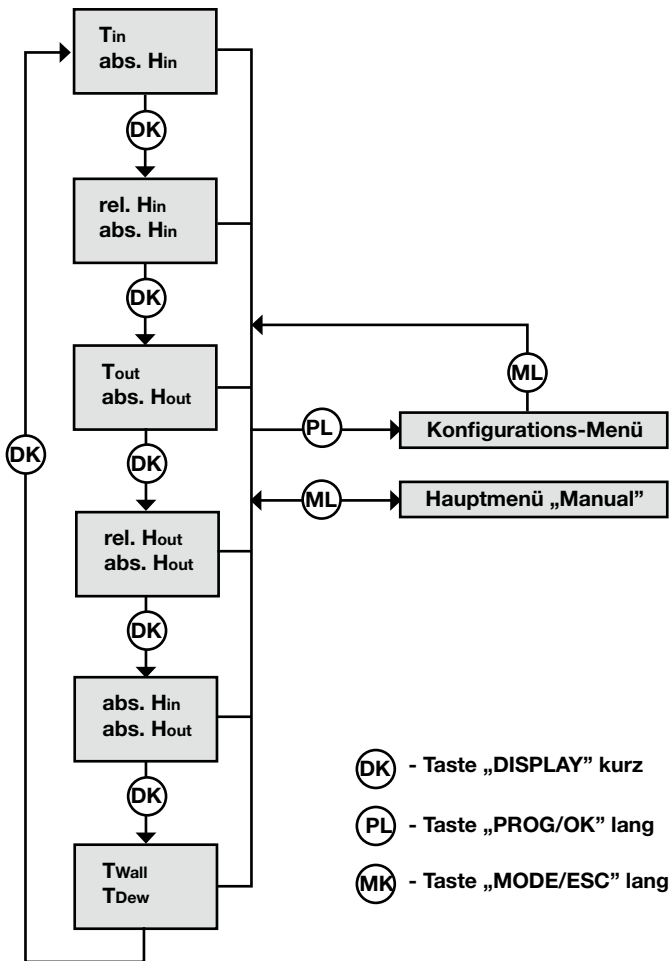 Tin
abs. Hin
DK
rel. Hin
abs. Hin
DK
Tout
abs. Hout
DK
rel. Hout
abs. Hout
DK
abs. Hin
abs. Hout
DK
TWall
TDew
DK
ML
PL
Konfigurations-Menü
ML
Hauptmenü „Manual”
DK - Taste „DISPLAY” kurz
PL - Taste „PROG/OK” lang
MK - Taste „MODE/ESC” lang